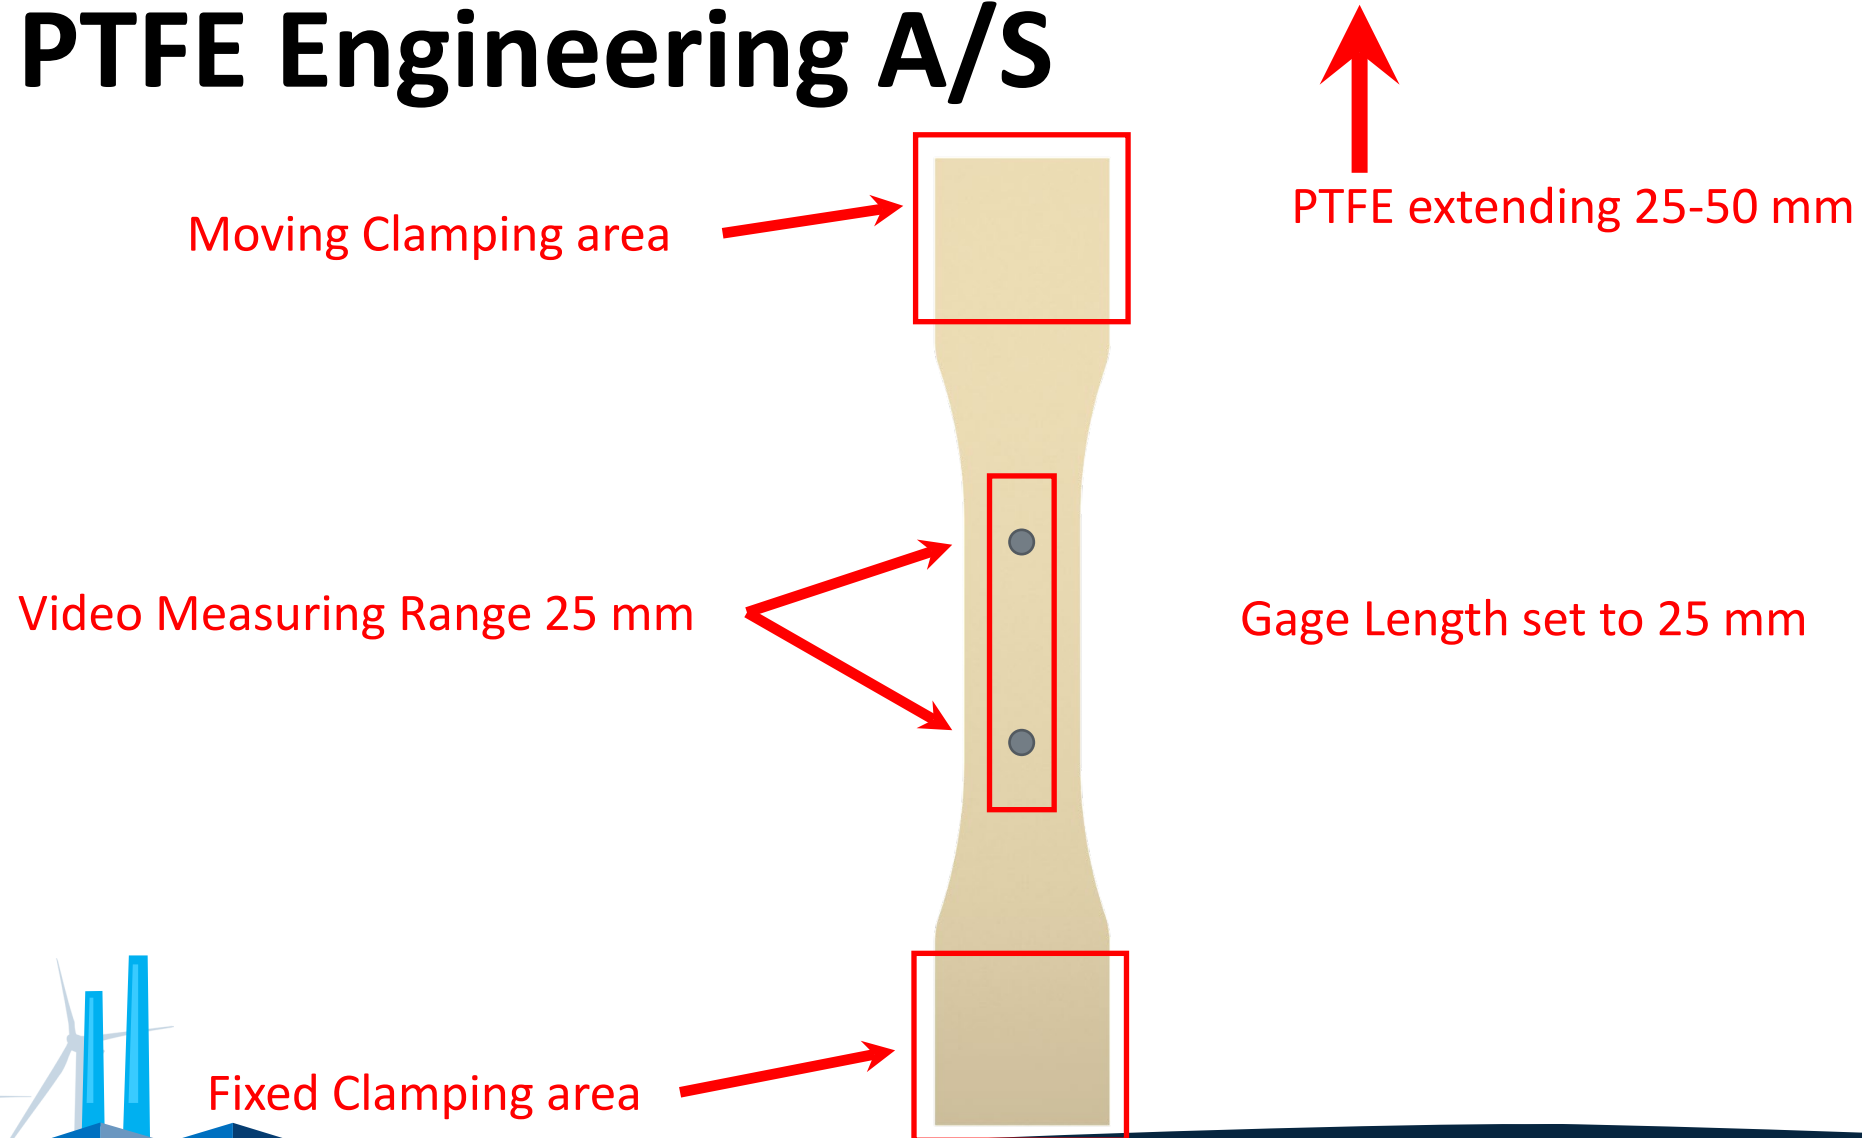 PTFE Engineering A/S
PTFE extending 25-50 mm
Moving Clamping area
Video Measuring Range 25 mm
Gage Length set to 25 mm
Fixed Clamping area